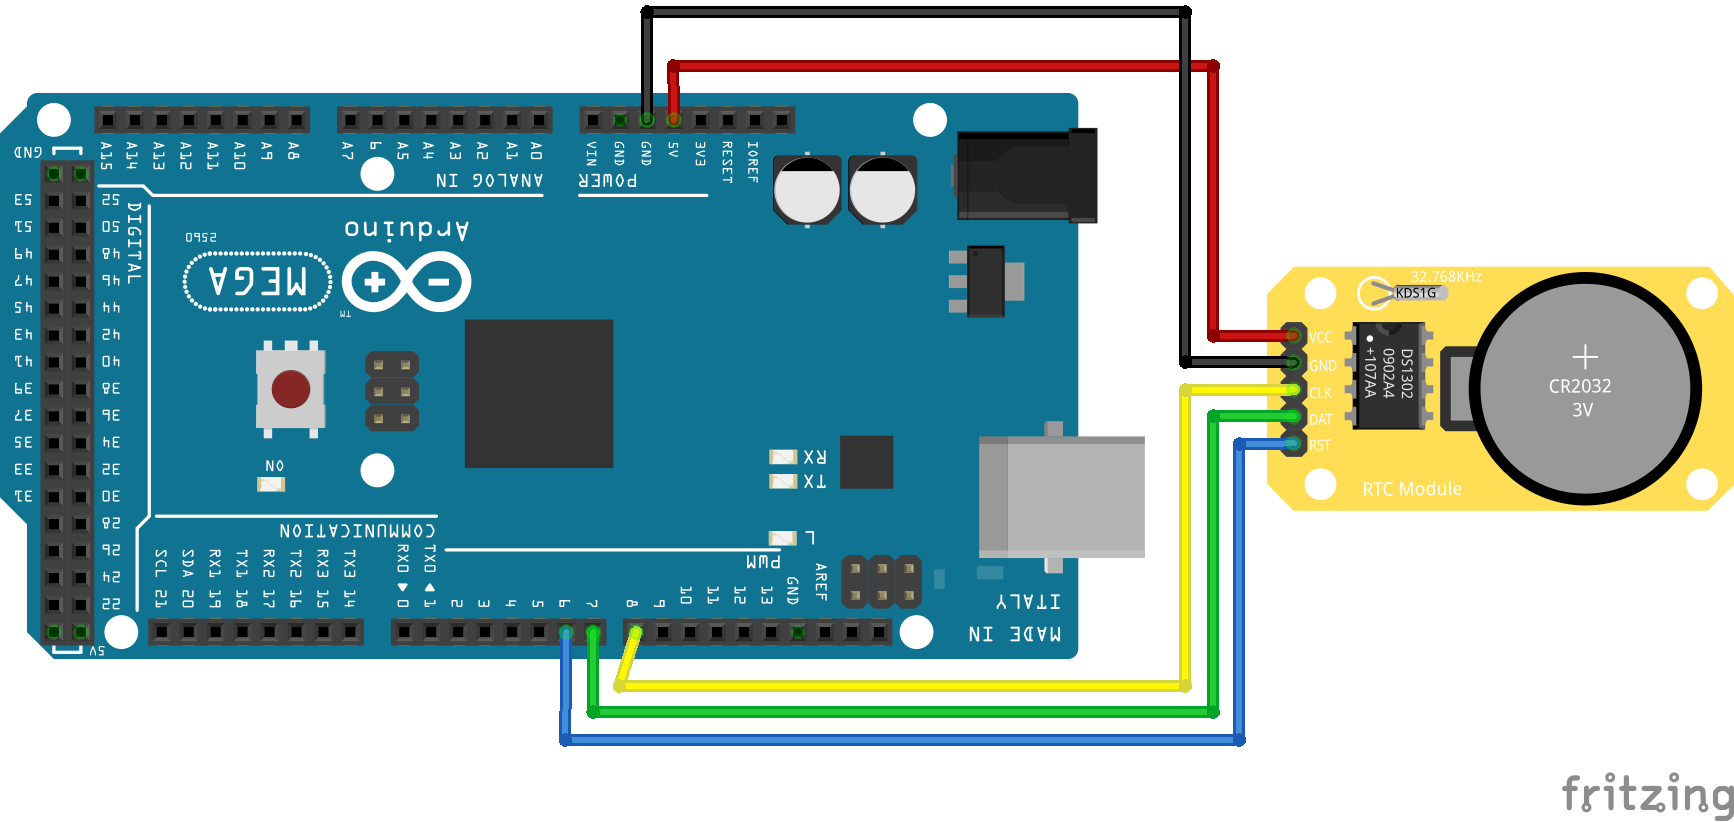 GND
A15 A14 A13 A12 A11 A10 A9 A8
A7 6 A5 A4 A3 A2 A1 A0
VIN GND GND 5V 3V3 RESET IOREF
ANALOG IN
POWER
53 52
51 50
49 48
47 46
45 44
43 42
41 40
39 38
37 36
35 34
33 32
31 30
28
26
24
22
5V
DIGITAL
2560
Arduino
MEGA
TM
ON
RX
TX
L
COMMUNICATION
PWM
SCL 21
SDA 20
RX1 19
TX1 18
RX2 17
TX2 16
RX3 15
TX3 14
RX0 0
TX0 1
2 3 4 5 6 7
8 9 10 11 12 13 GND AREF
MADE IN
ITALY
32.768KHz
KDS1G
VCC
GND
CLK
DAT
RST
DS1302
0902A4
+107AA
CR2032
3V
RTC Module
fritzing